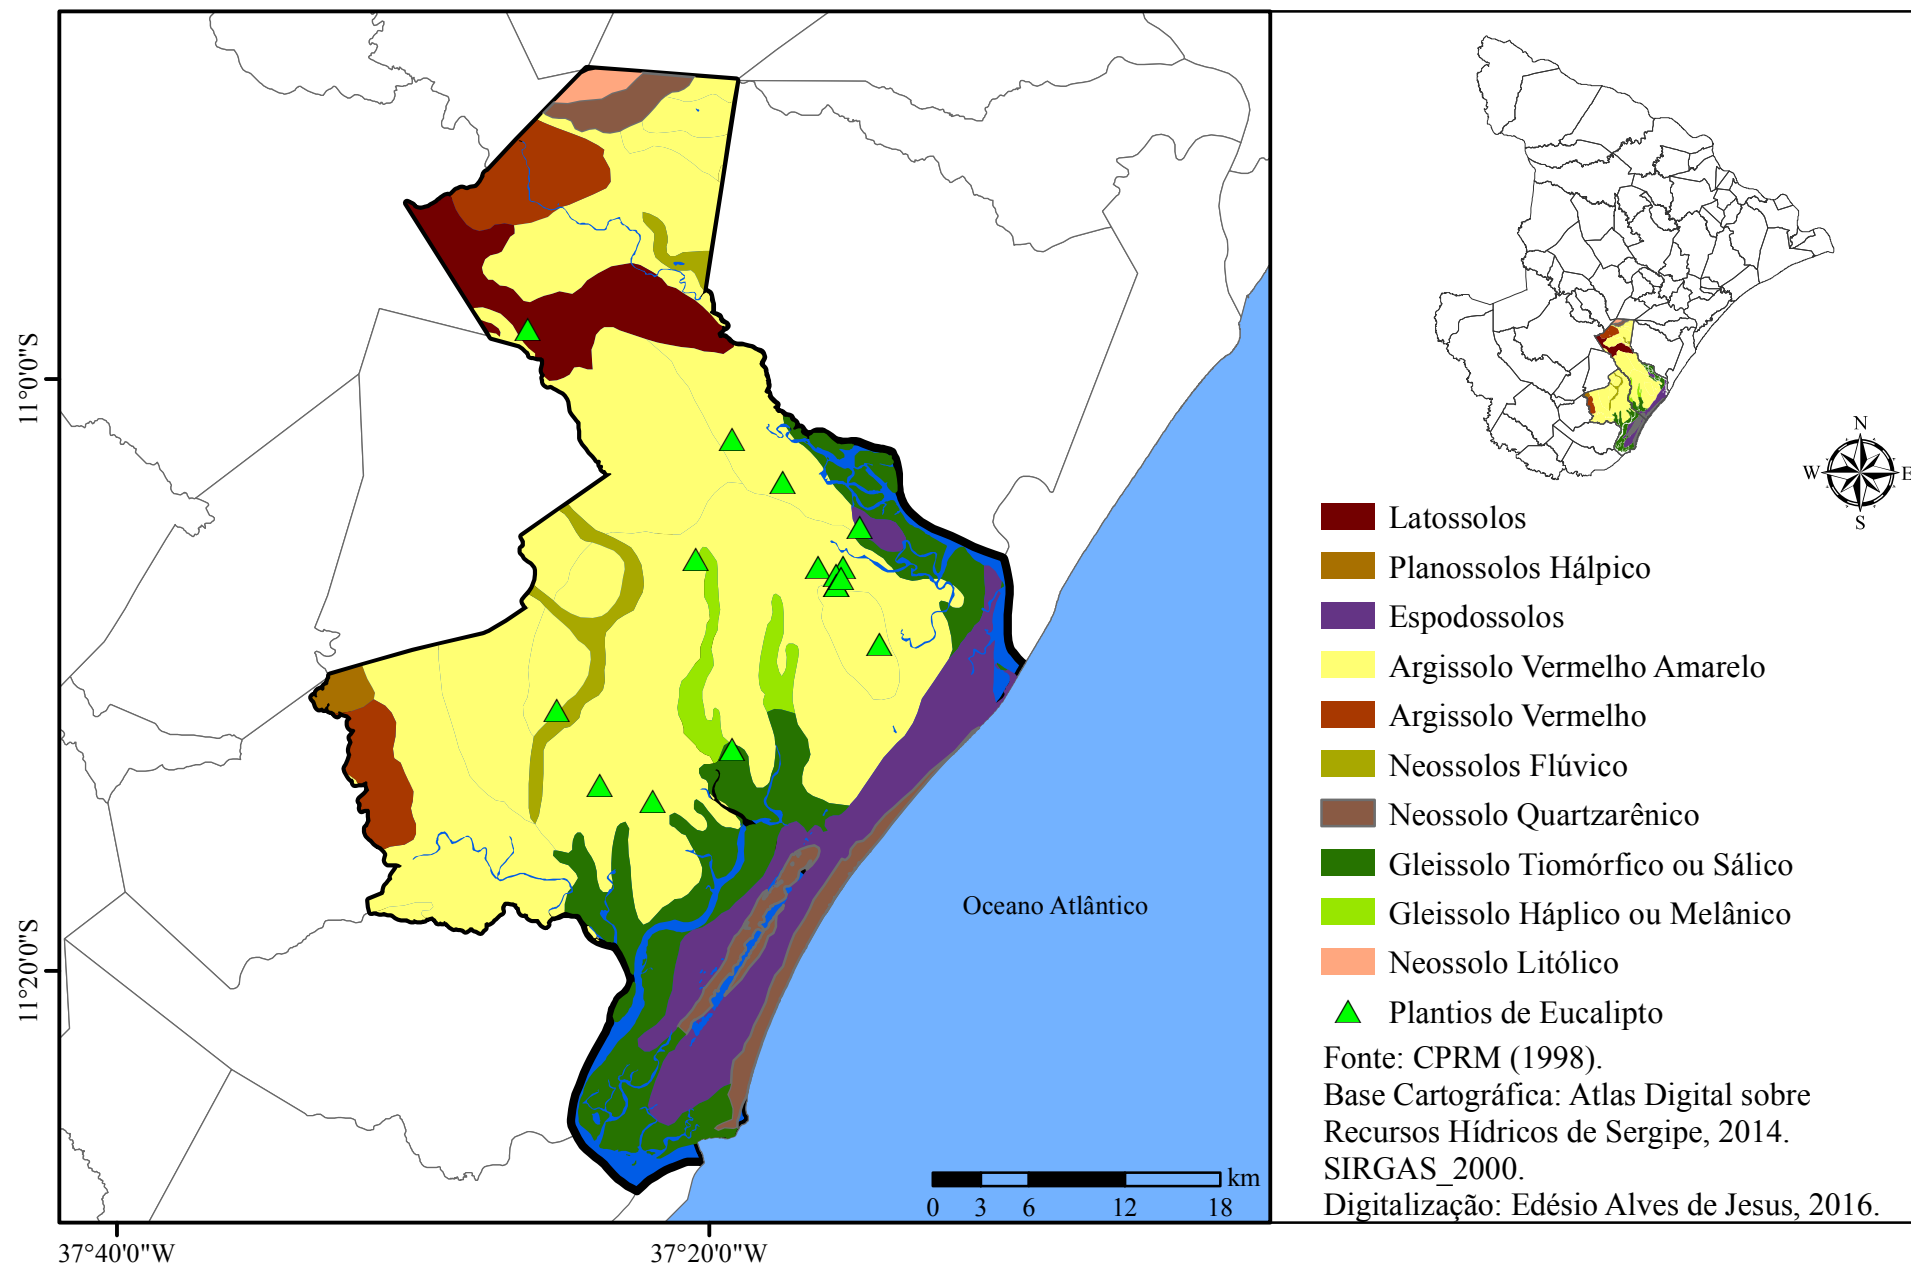 11°0'0"S
11°20'0"S
37°40'0"W
37°20'0"W
Oceano Atlântico
km
0 3 6 12 18
N
W E
S
Latossolos
Planossolos Hálpico
Espodossolos
Argissolo Vermelho Amarelo
Argissolo Vermelho
Neossolos Flúvico
Neossolo Quartzarênico
Gleissolo Tiomórfico ou Sálico
Gleissolo Háplico ou Melânico
Neossolo Litólico
Plantios de Eucalipto
Fonte: CPRM (1998).
Base Cartográfica: Atlas Digital sobre
Recursos Hídricos de Sergipe, 2014.
SIRGAS_2000.
Digitalização: Edésio Alves de Jesus, 2016.